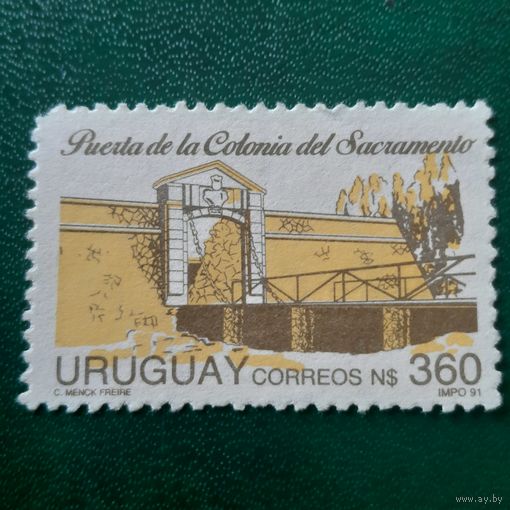 Puerta de la Colonia del Sacramento
URUGUAY CORREOS N$ 360
C. MENCK FREIRE IMPO 91
www.ay.by